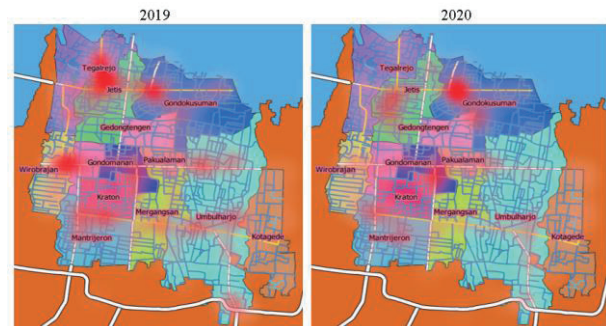 2019
Tegalrejo
Jetis
Gondokusuman
Gedongtengen
Gondomanan
Pakualaman
Wirobrajan
Kraton
Mergangsan
Umbulharjo
Mantrijeron
Kotagede
2020
Tegalrejo
Jetis
Gondokusuman
Gedongtengen
Gondomanan
Pakualaman
Wirobrajan
Kraton
Mergangsan
Umbulharjo
Mantrijeron
Kotagede